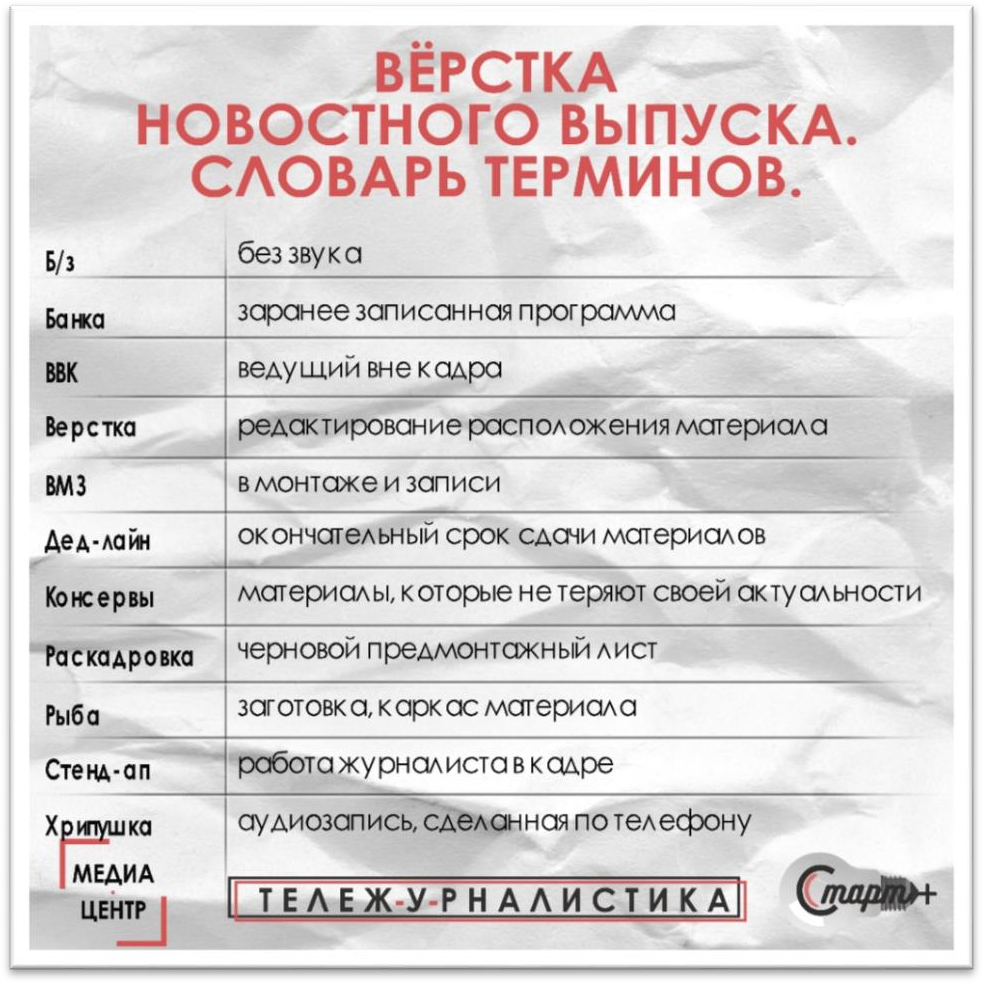 ВЁРСТКА
НОВОСТНОГО ВЫПУСКА.
СЛОВАРЬ ТЕРМИНОВ.
Б/з без звука
Банка заранее записанная программа
ВВК ведущий вне кадра
Верстка редактирование расположения материала
ВМЗ в монтаже и записи
Дед-лайн окончательный срок сдачи материалов
Консервы материалы, которые не теряют своей актуальности
Раскадровка черновой предмонтажный лист
Рыба заготовка, каркас материала
Стенд-ап работа журналиста в кадре
Хрипушка аудиозапись, сделанная по телефону
МЕДИА
ЦЕНТР
ТЕЛЕЖ-У-РНАЛИСТИКА
Старт+